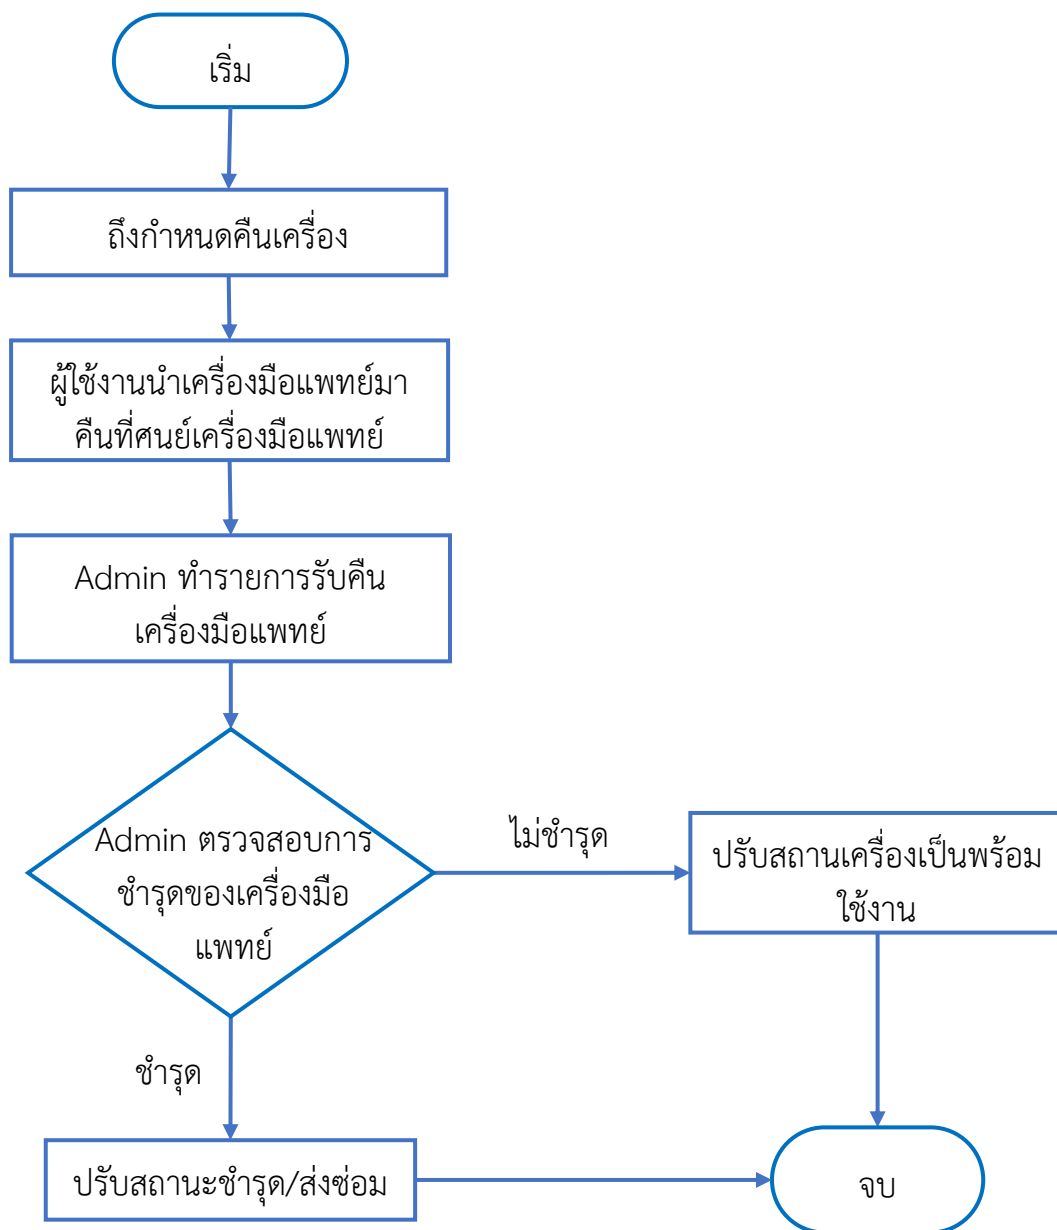 เริ่ม
ถึงกำหนดคืนเครื่อง
ผู้ใช้งานนำเครื่องมือแพทย์มา
คืนที่ศนย์เครื่องมือแพทย์
Admin ทำรายการรับคืน
เครื่องมือแพทย์
Admin ตรวจสอบการ
ชำรุดของเครื่องมือ
แพทย์
ไม่ชำรุด
ปรับสถานเครื่องเป็นพร้อม
ใช้งาน
ชำรุด
ปรับสถานะชำรุด/ส่งซ่อม
จบ